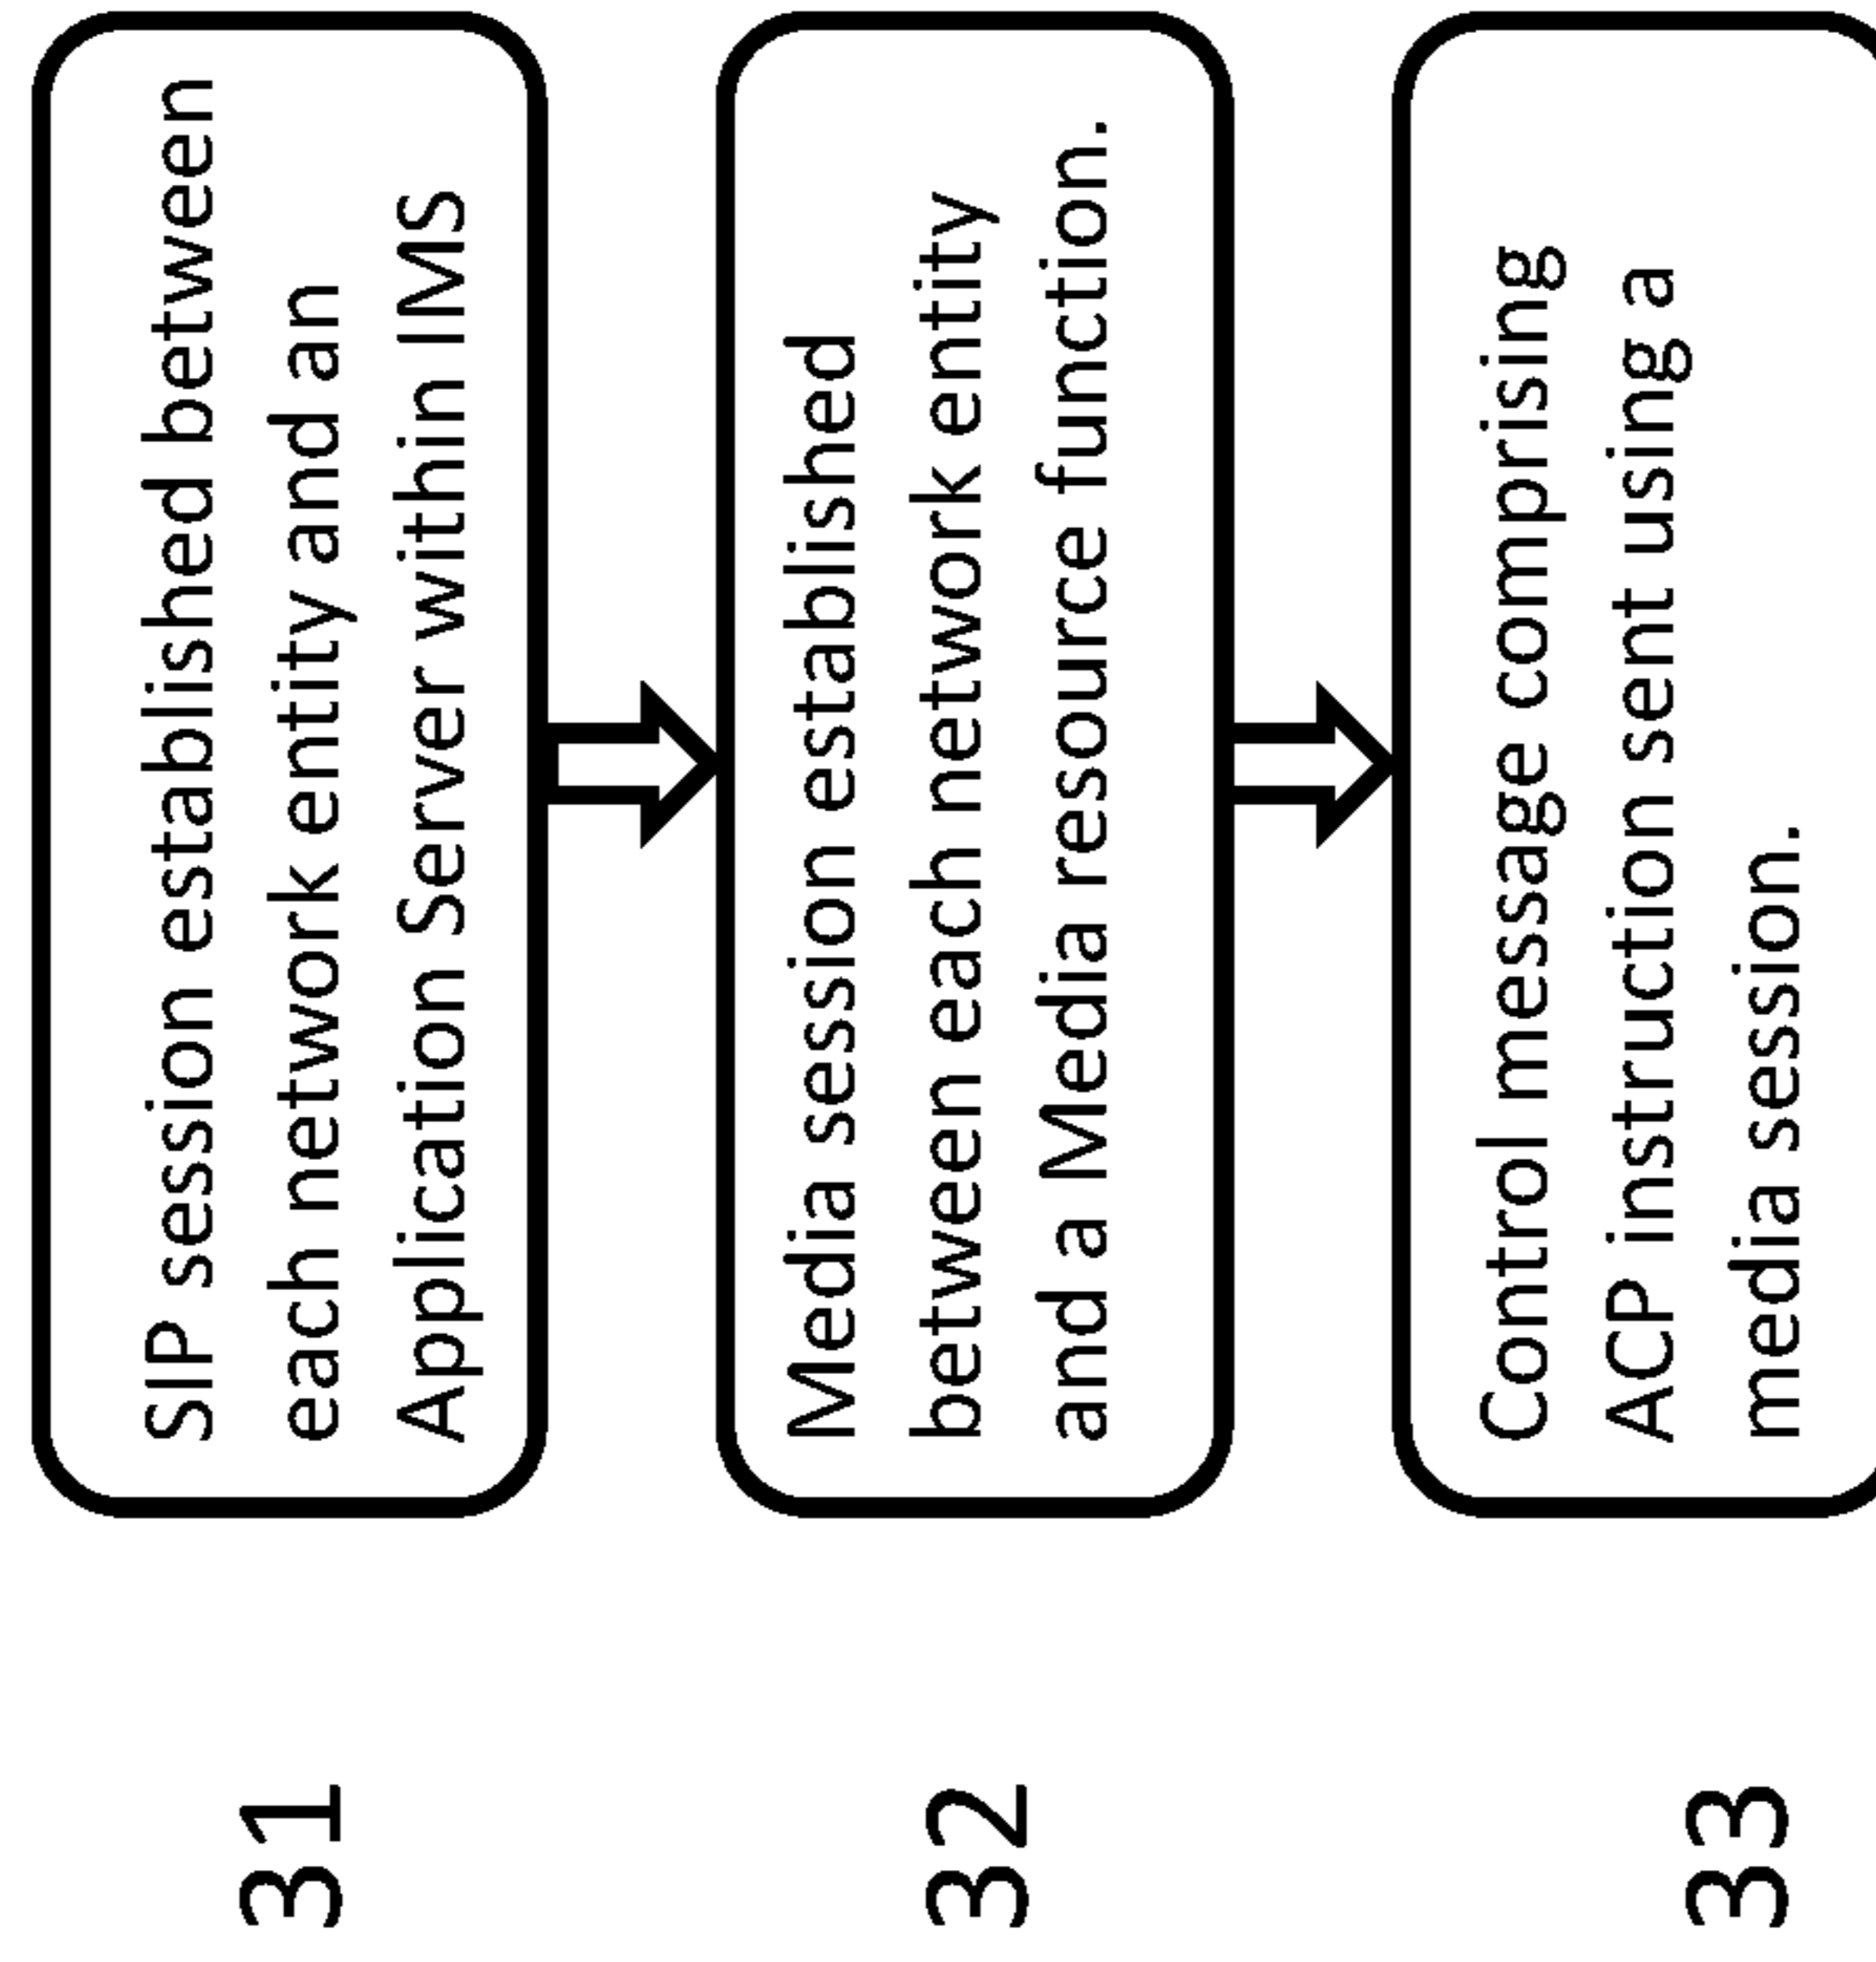 31
SIP session established between
each network entity and an
Application Server within IMS
32
Media session established
between each network entity
and a Media resource function.
33
Control message comprising
ACP instruction sent using a
media session.